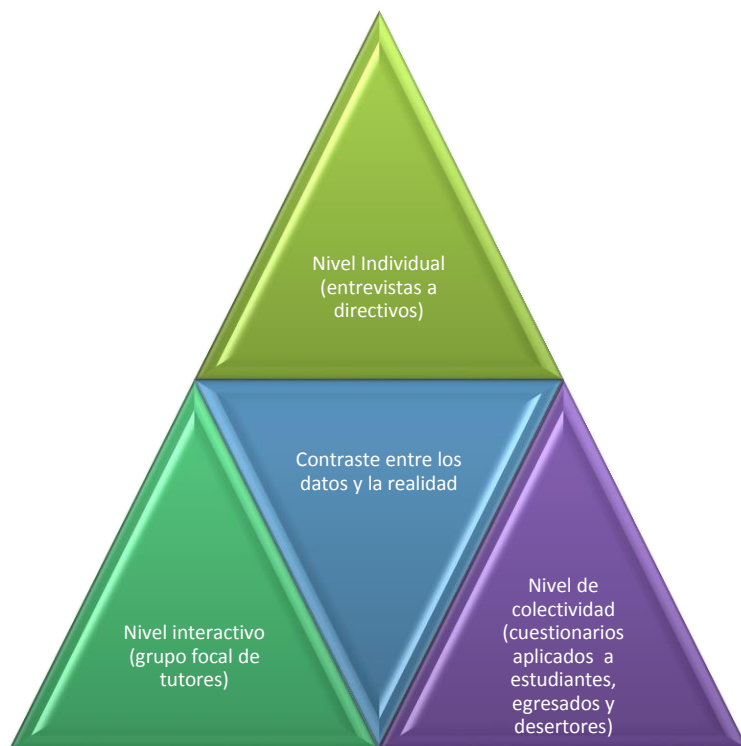 Nivel Individual
(entrevistas a
directivos)
Contraste entre los
datos y la realidad
Nivel interactivo
(grupo focal de
tutores)
Nivel de
colectividad
(cuestionarios
aplicados a
estudiantes,
egresados y
desertores)